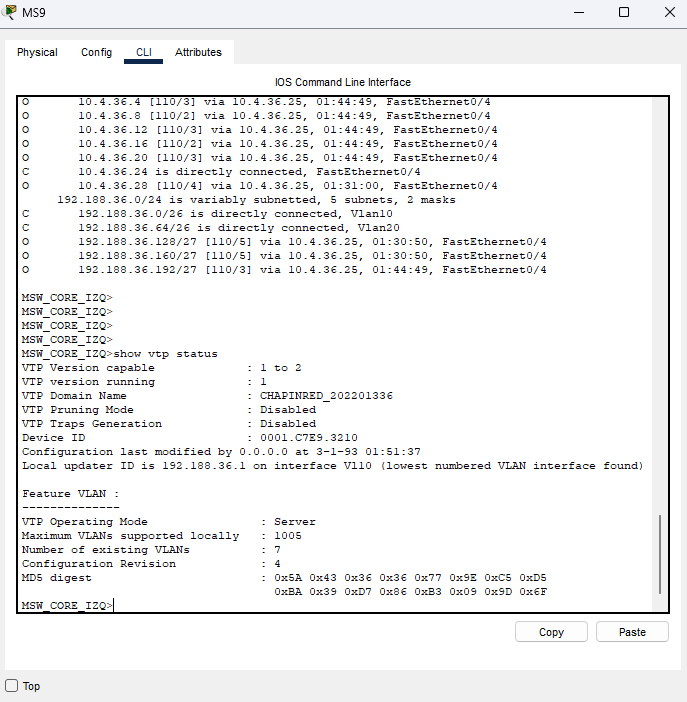 MS9
Physical Config CLI Attributes
IOS Command Line Interface
O 10.4.36.4 [110/3] via 10.4.36.25, 01:44:49, FastEthernet0/4
O 10.4.36.8 [110/2] via 10.4.36.25, 01:44:49, FastEthernet0/4
O 10.4.36.12 [110/3] via 10.4.36.25, 01:44:49, FastEthernet0/4
O 10.4.36.16 [110/2] via 10.4.36.25, 01:44:49, FastEthernet0/4
O 10.4.36.20 [110/3] via 10.4.36.25, 01:44:49, FastEthernet0/4
C 10.4.36.24 is directly connected, FastEthernet0/4
O 10.4.36.28 [110/4] via 10.4.36.25, 01:31:00, FastEthernet0/4
192.188.36.0/24 is variably subnetted, 5 subnets, 2 masks
C 192.188.36.0/26 is directly connected, Vlan10
C 192.188.36.64/26 is directly connected, Vlan20
O 192.188.36.128/27 [110/5] via 10.4.36.25, 01:30:50, FastEthernet0/4
O 192.188.36.160/27 [110/5] via 10.4.36.25, 01:30:50, FastEthernet0/4
O 192.188.36.192/27 [110/3] via 10.4.36.25, 01:44:49, FastEthernet0/4
MSW_CORE_IZQ>
MSW_CORE_IZQ>
MSW_CORE_IZQ>
MSW_CORE_IZQ>
MSW_CORE_IZQ>show vtp status
VTP Version capable : 1 to 2
VTP version running : 1
VTP Domain Name : CHAPINRED_202201336
VTP Pruning Mode : Disabled
VTP Traps Generation : Disabled
Device ID : 0001.C7E9.3210
Configuration last modified by 0.0.0.0 at 3-1-93 01:51:37
Local updater ID is 192.188.36.1 on interface Vl10 (lowest numbered VLAN interface found)
Feature VLAN :
--------------
VTP Operating Mode : Server
Maximum VLANs supported locally : 1005
Number of existing VLANs : 7
Configuration Revision : 4
MD5 digest : 0x5A 0x43 0x36 0x36 0x77 0x9E 0xC5 0xD5
0xBA 0x39 0xD7 0x86 0xB3 0x09 0x9D 0x6F
MSW_CORE_IZQ>
Copy Paste
Top